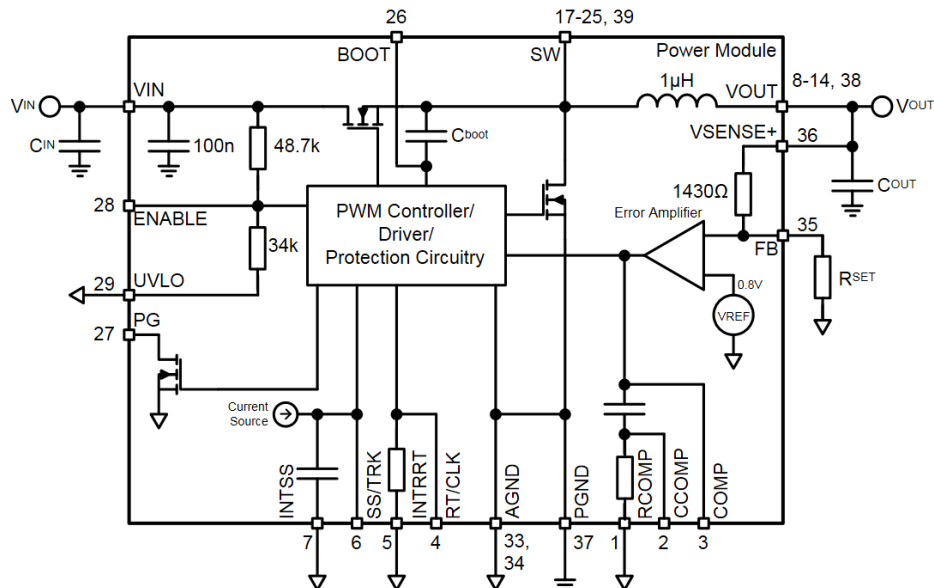 26
17-25, 39
BOOT
SW
Power Module
VIN
1µH
VOUT
8-14, 38
VIN
VOUT
VSENSE+
36
CIN
100n
48.7k
Cboot
COUT
1430Ω
28
ENABLE
PWM Controller/
Driver/
Protection Circuitry
Error Amplifier
35
FB
34k
RSET
0.8V
29
UVLO
VREF
27
PG
Current
Source
INTSS
SS/TRK
INTRRT
RT/CLK
AGND
PGND
RCOMP
CCOMP
COMP
7
6
5
4
33,
34
37
1
2
3